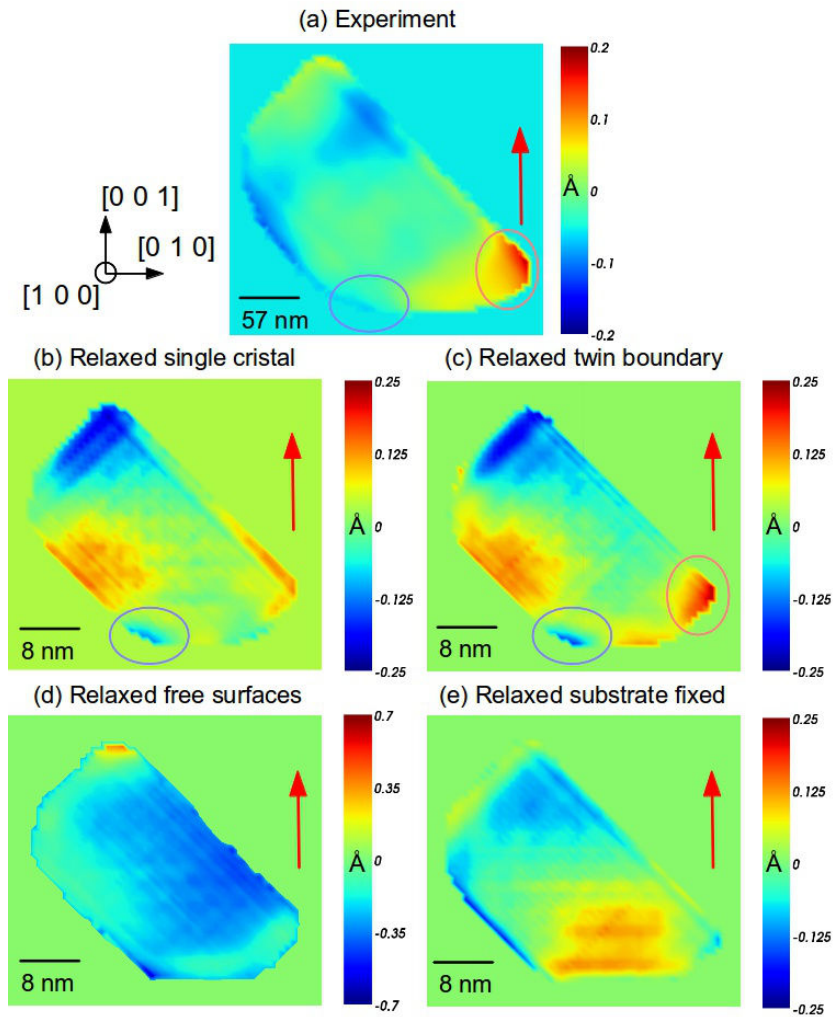 (a) Experiment
0.2
0.1
Å
0
-0.1
-0.2
[0 0 1]
[0 1 0]
[1 0 0]
57 nm
(b) Relaxed single cristal
0.25
0.125
Å
0
-0.125
-0.25
8 nm
(c) Relaxed twin boundary
0.25
0.125
Å
0
-0.125
-0.25
8 nm
(d) Relaxed free surfaces
0.7
0.35
Å
0
-0.35
-0.7
8 nm
(e) Relaxed substrate fixed
0.25
0.125
Å
0
-0.125
-0.25
8 nm